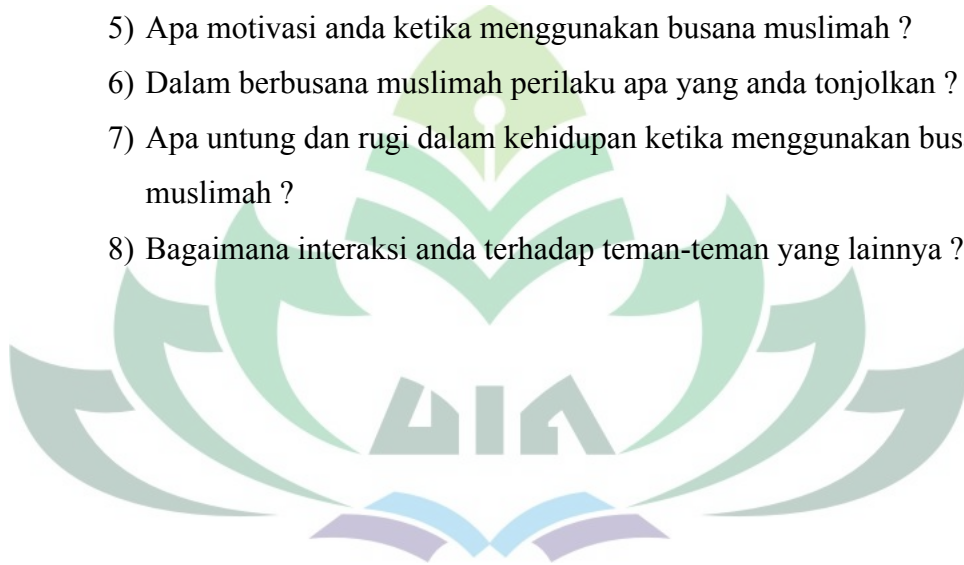 5) Apa motivasi anda ketika menggunakan busana muslimah ?
6) Dalam berbusana muslimah perilaku apa yang anda tonjolkan ?
7) Apa untung dan rugi dalam kehidupan ketika menggunakan bus
muslimah ?
8) Bagaimana interaksi anda terhadap teman-teman yang lainnya ?
UIN